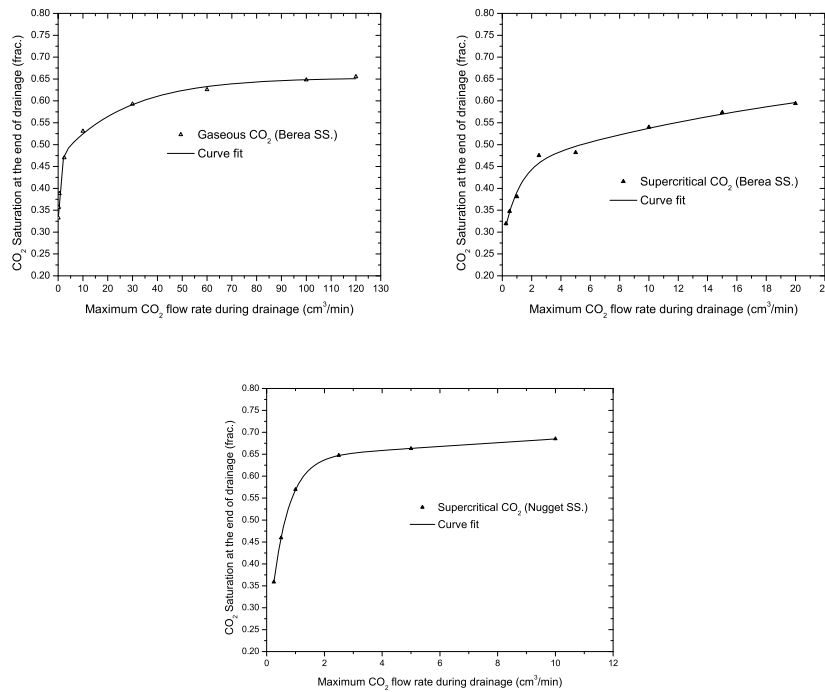 0.80
0.75
0.70
0.65
0.60
0.55
0.50
0.45
0.40
0.35
0.30
0.25
0.20
CO2 Saturation at the end of drainage (frac.)
Gaseous CO2 (Berea SS.)
Curve fit
0 10 20 30 40 50 60 70 80 90 100 110 120 130
Maximum CO2 flow rate during drainage (cm3/min)
0.80
0.75
0.70
0.65
0.60
0.55
0.50
0.45
0.40
0.35
0.30
0.25
0.20
CO2 Saturation at the end of drainage (frac.)
Supercritical CO2 (Berea SS.)
Curve fit
0 2 4 6 8 10 12 14 16 18 20 2
Maximum CO2 flow rate during drainage (cm3/min)
0.80
0.75
0.70
0.65
0.60
0.55
0.50
0.45
0.40
0.35
0.30
0.25
0.20
CO2 Saturation at the end of drainage (frac.)
Supercritical CO2 (Nugget SS.)
Curve fit
0 2 4 6 8 10 12
Maximum CO2 flow rate during drainage (cm3/min)